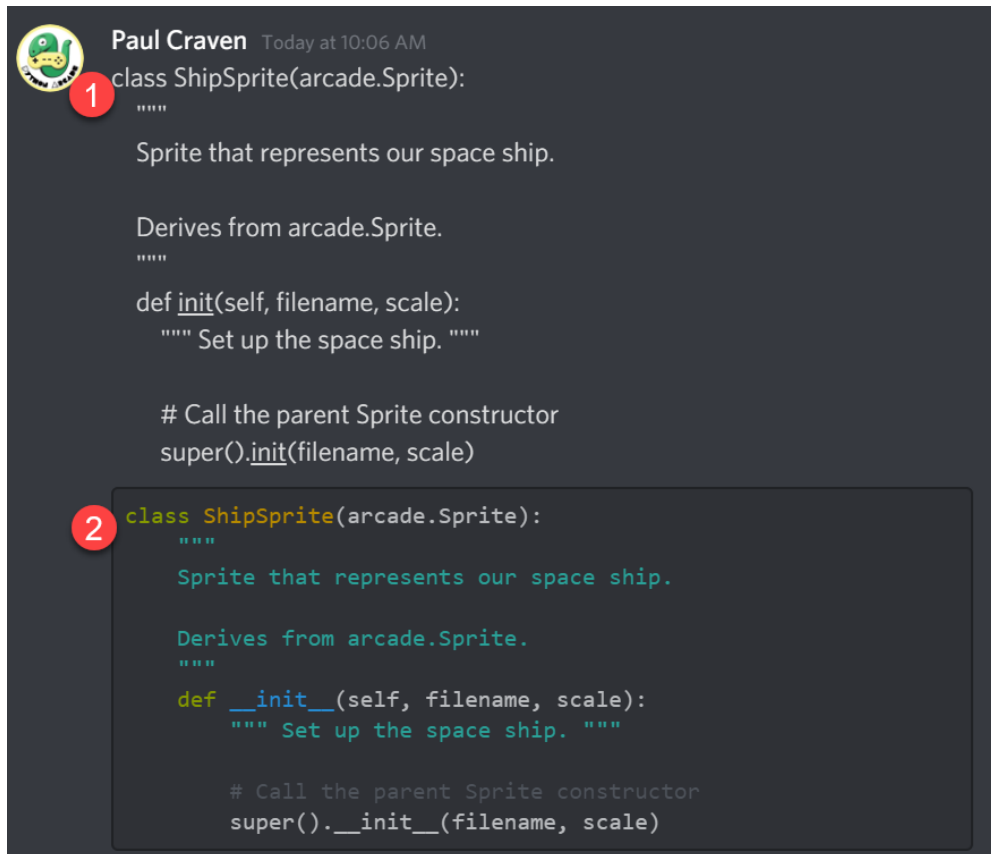 Paul Craven Today at 10:06 AM
1
class ShipSprite(arcade.Sprite):
"""
Sprite that represents our space ship.
Derives from arcade.Sprite.
"""
def init(self, filename, scale):
""" Set up the space ship. """
# Call the parent Sprite constructor
super().init(filename, scale)
2
class ShipSprite(arcade.Sprite):
"""
Sprite that represents our space ship.
Derives from arcade.Sprite.
"""
def __init__(self, filename, scale):
""" Set up the space ship. """
# Call the parent Sprite constructor
super().__init__(filename, scale)